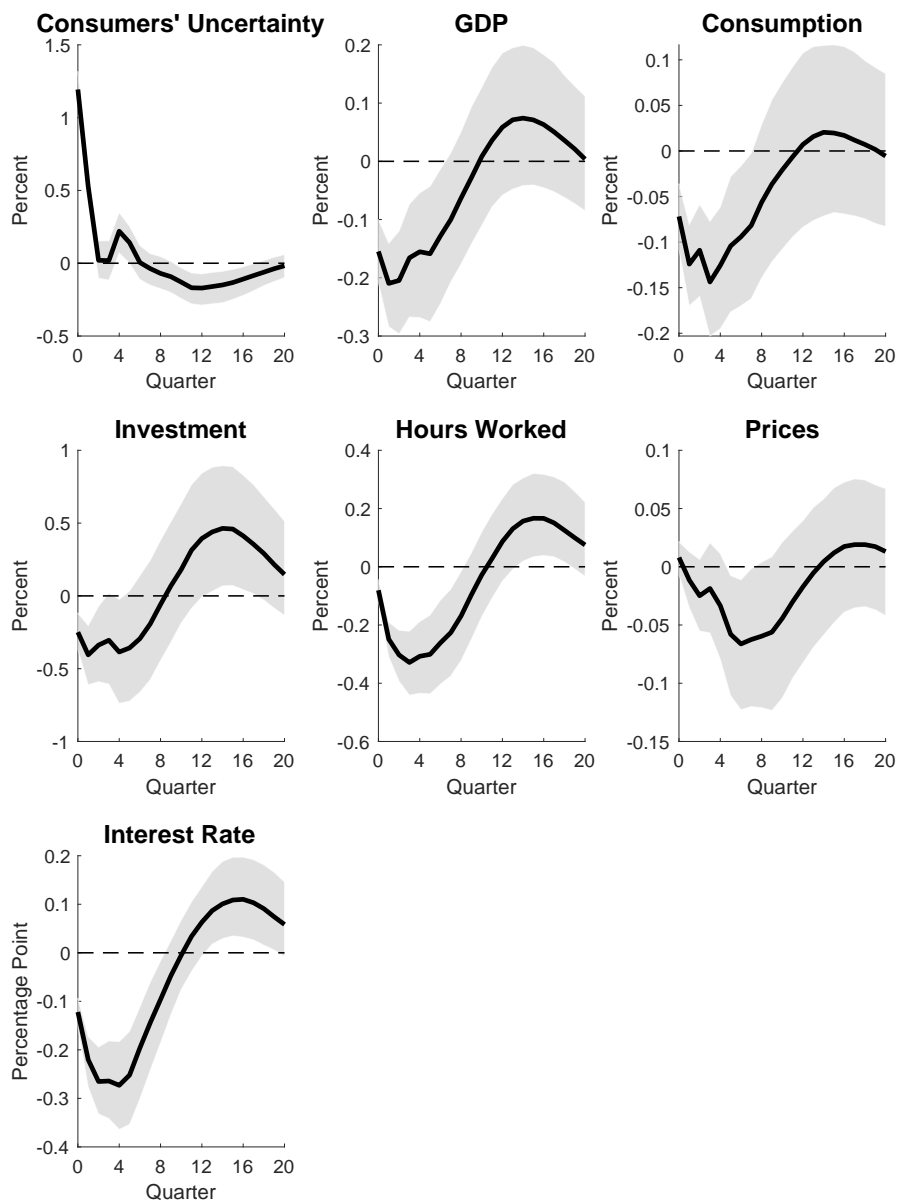 Consumers' Uncertainty
1.5
1
0.5
0
-0.5
Percent
0 4 8 12 16 20
Quarter
GDP
0.2
0.1
0
-0.1
-0.2
-0.3
Percent
0 4 8 12 16 20
Quarter
Consumption
0.1
0.05
0
-0.05
-0.1
-0.15
-0.2
Percent
0 4 8 12 16 20
Quarter
Investment
1
0.5
0
-0.5
-1
Percent
0 4 8 12 16 20
Quarter
Hours Worked
0.4
0.2
0
-0.2
-0.4
-0.6
Percent
0 4 8 12 16 20
Quarter
Prices
0.1
0.05
0
-0.05
-0.1
-0.15
Percent
0 4 8 12 16 20
Quarter
Interest Rate
0.2
0.1
0
-0.1
-0.2
-0.3
-0.4
Percentage Point
0 4 8 12 16 20
Quarter